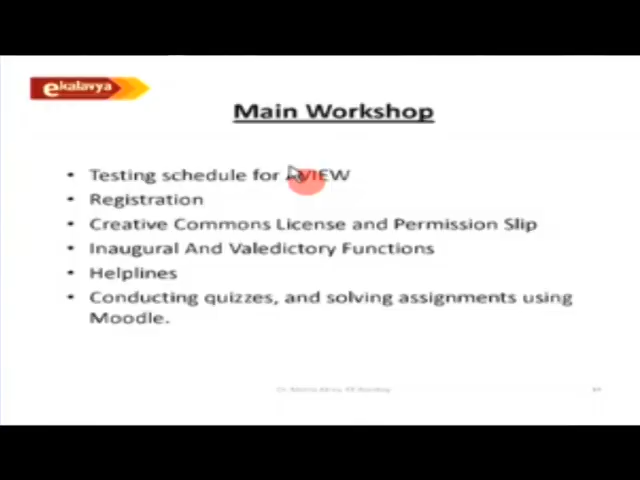 ekalavya
Main Workshop
• Testing schedule for A-VIEW
• Registration
• Creative Commons License and Permission Slip
• Inaugural And Valedictory Functions
• Helplines
• Conducting quizzes, and solving assignments using
Moodle.